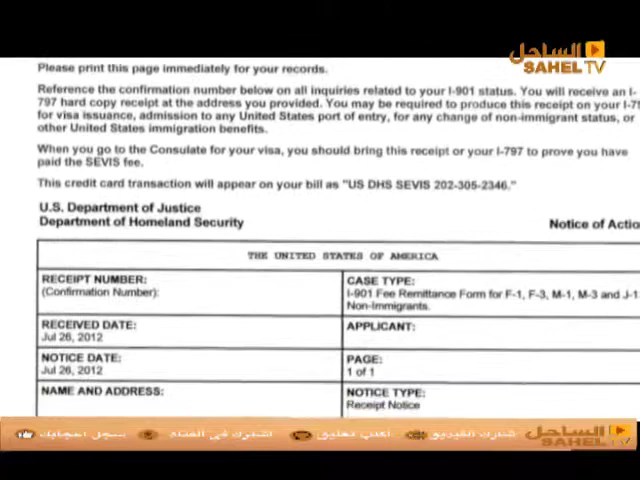 الساحل
SAHEL TV
Please print this page immediately for your records.
Reference the confirmation number below on all inquiries related to your I-901 status. You will receive an I-
797 hard copy receipt at the address you provided. You may be required to produce this receipt on your I-79
for visa issuance, admission to any United States port of entry, for any change of non-immigrant status, or
other United States immigration benefits.
When you go to the Consulate for your visa, you should bring this receipt or your I-797 to prove you have
paid the SEVIS fee.
This credit card transaction will appear on your bill as "US DHS SEVIS 202-305-2346."
U.S. Department of Justice
Department of Homeland Security
Notice of Actio
THE UNITED STATES OF AMERICA
RECEIPT NUMBER:
(Confirmation Number):
CASE TYPE:
I-901 Fee Remittance Form for F-1, F-3, M-1, M-3 and J-1
Non-Immigrants.
RECEIVED DATE:
Jul 26, 2012
APPLICANT:
NOTICE DATE:
Jul 26, 2012
PAGE:
1 of 1
NAME AND ADDRESS:
NOTICE TYPE:
Receipt Notice
سجل اعجابك
اشترك في القناة
اكتب تعليق
شارك الفيديو
الساحل
SAHEL TV